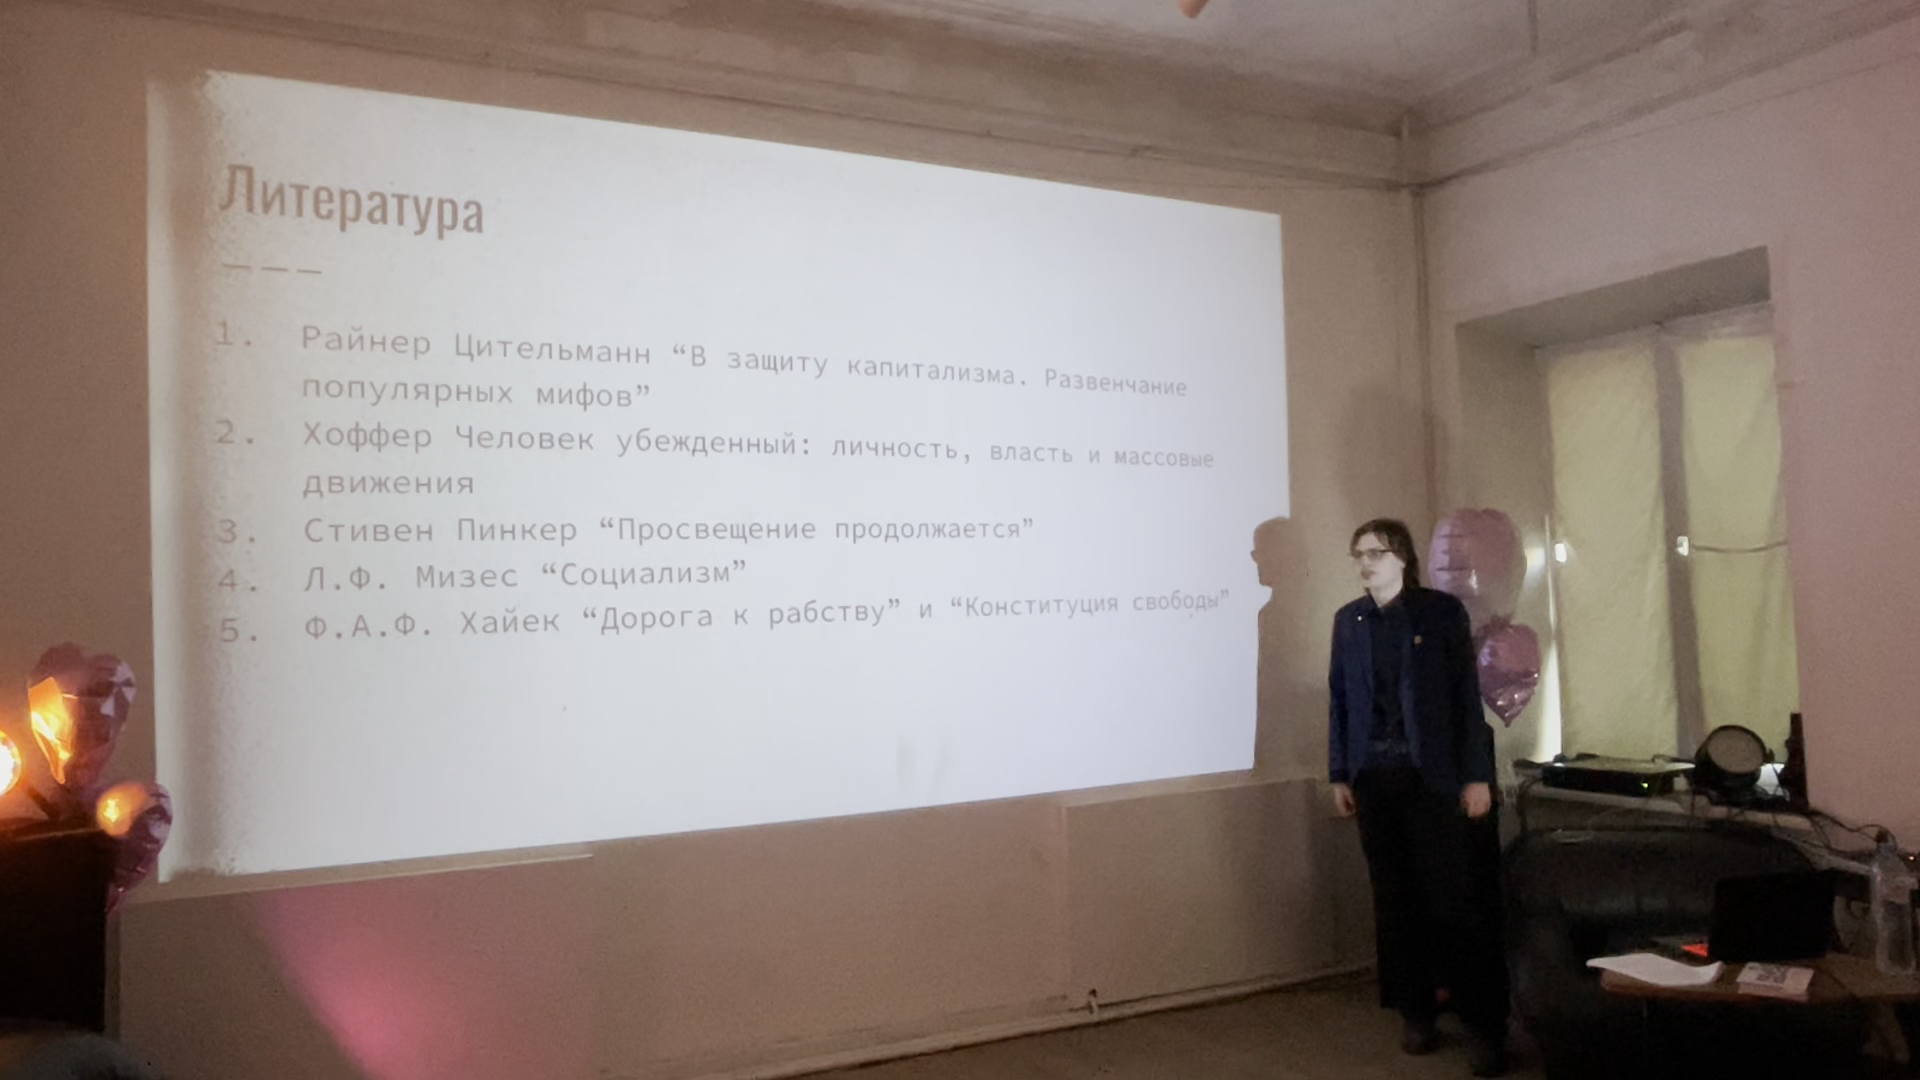 Литература
———
1. Райнер Цительманн “В защиту капитализма. Развенчание
популярных мифов”
2. Хоффер Человек убежденный: личность, власть и массовые
движения
3. Стивен Пинкер “Просвещение продолжается”
4. Л.Ф. Мизес “Социализм”
5. Ф.А.Ф. Хайек “Дорога к рабству” и “Конституция свободы”